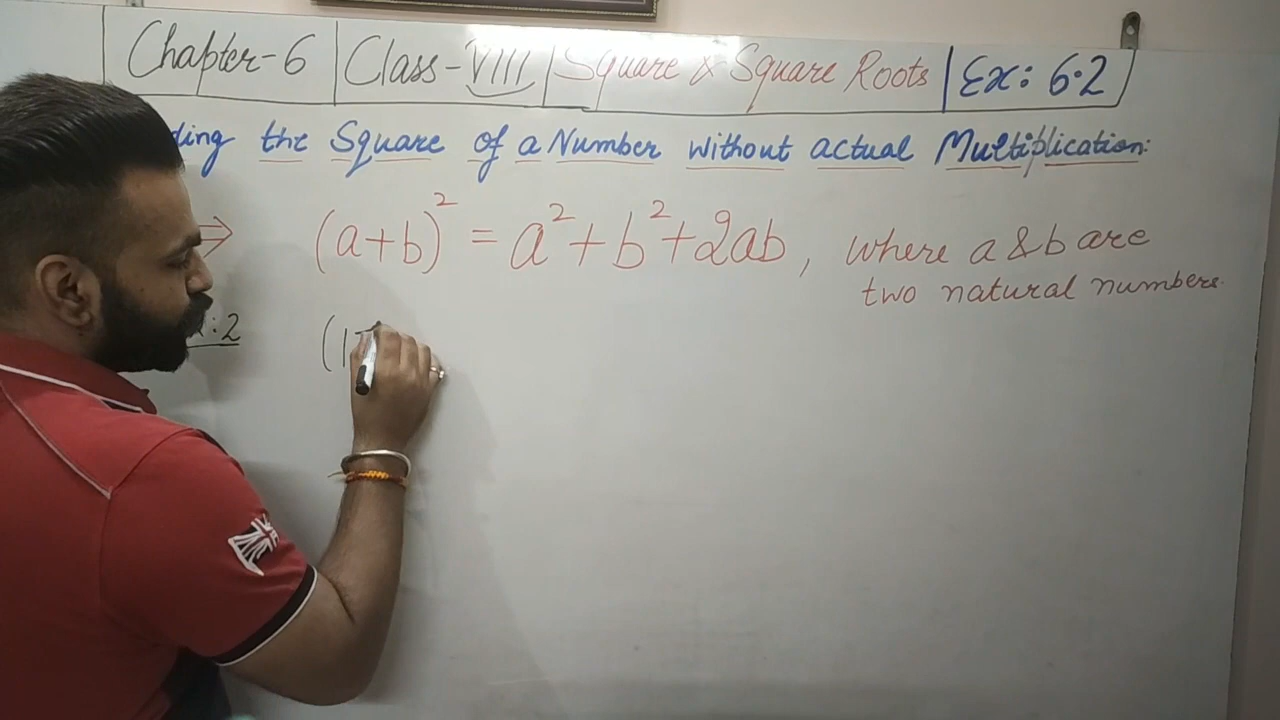 Chapter-6 Class-VIII Square & Square Roots Ex: 6.2
the Square of a Number without actual Multiplication:
⇒ (a+b)² = a²+b²+2ab, where a & b are
two natural numbers.
:2 (1